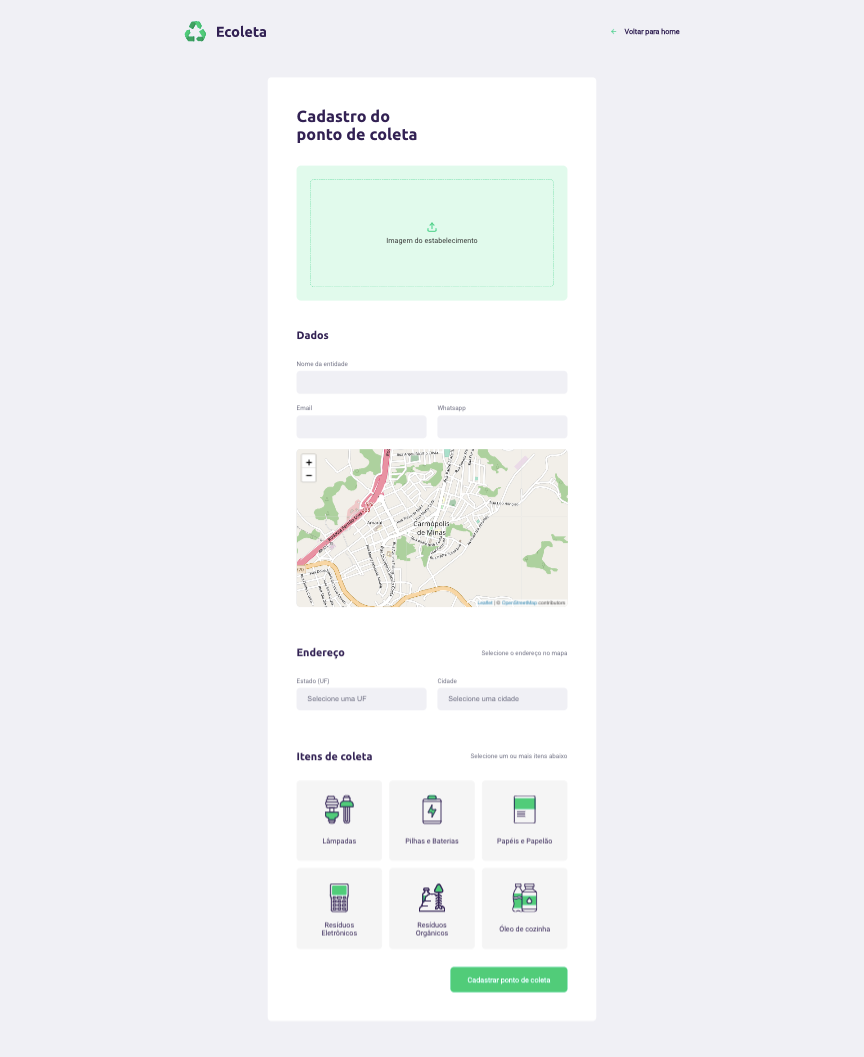 Ecoleta
Voltar para home
Cadastro do
ponto de coleta
Imagem do estabelecimento
Dados
Nome da entidade
Email
Whatsapp
+
−
Amaral
Carmópolis
de Minas
Leaflet | © OpenStreetMap contributors
Endereço
Selecione o endereço no mapa
Estado (UF)
Cidade
Selecione uma UF
Selecione uma cidade
Itens de coleta
Selecione um ou mais itens abaixo
Lâmpadas
Pilhas e Baterias
Papéis e Papelão
Resíduos
Eletrônicos
Resíduos
Orgânicos
Óleo de cozinha
Cadastrar ponto de coleta